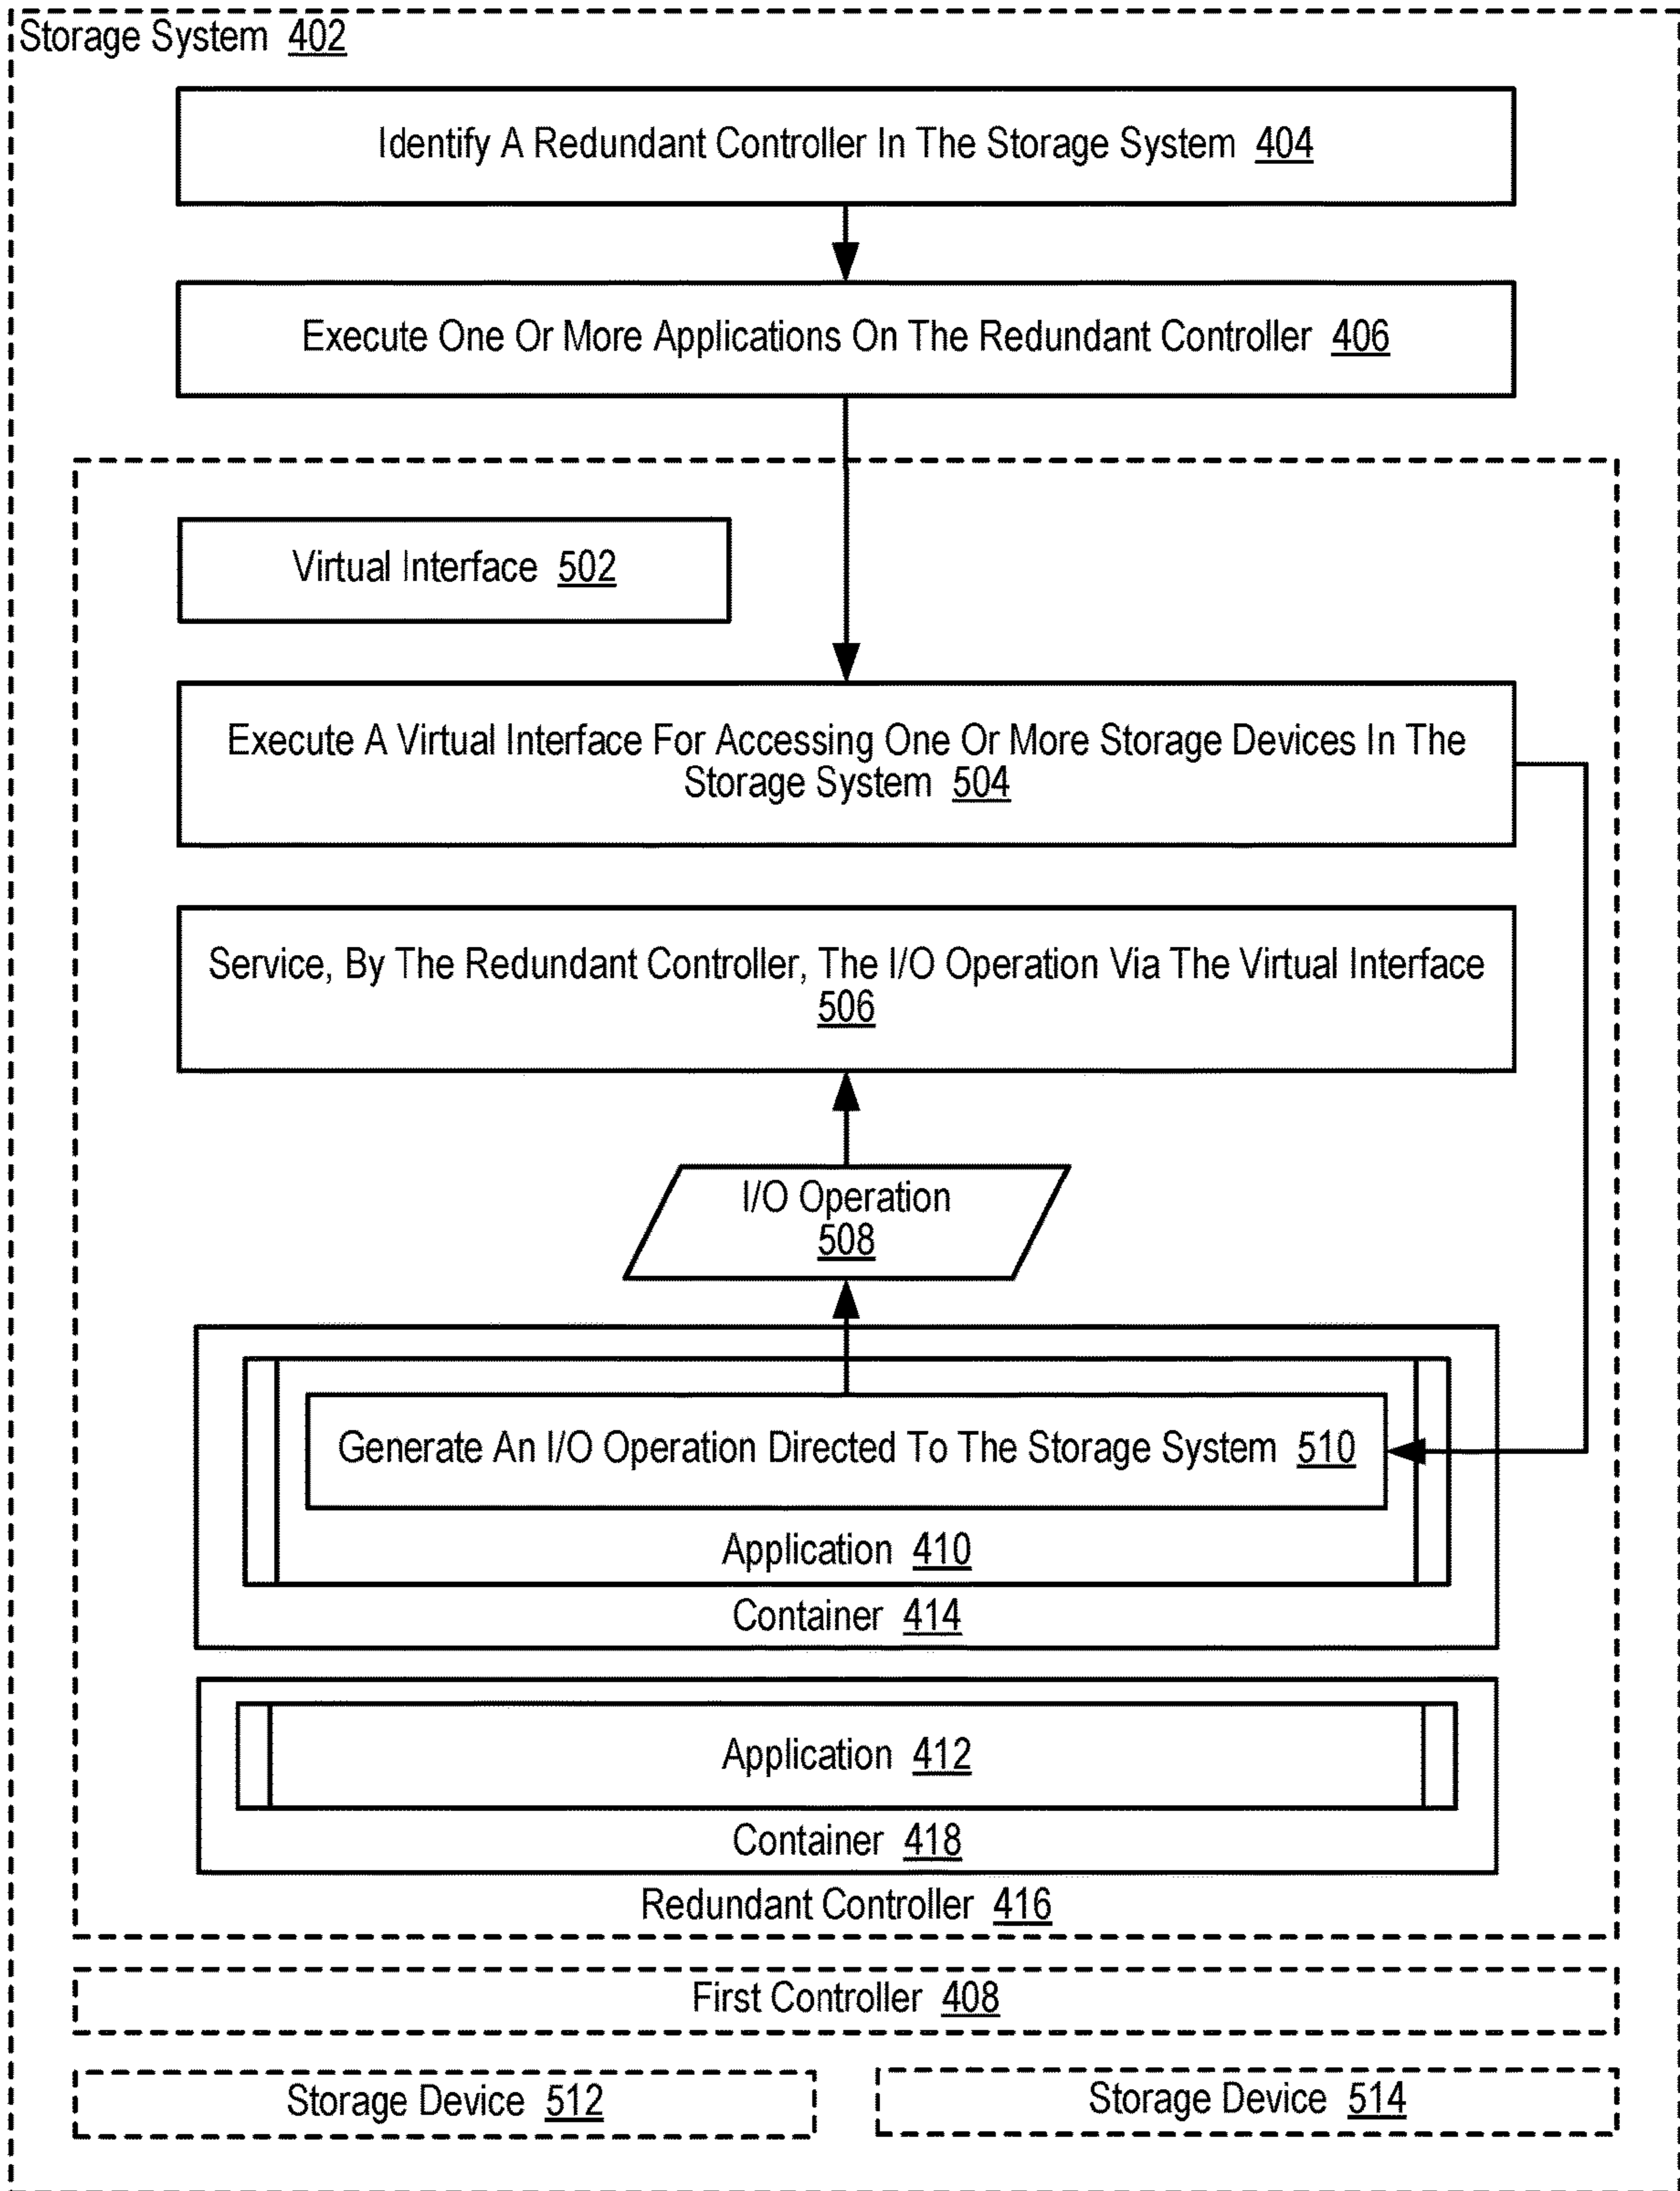 Storage System 402
Identify A Redundant Controller In The Storage System 404
Execute One Or More Applications On The Redundant Controller 406
Virtual Interface 502
Execute A Virtual Interface For Accessing One Or More Storage Devices In The
Storage System 504
Service, By The Redundant Controller, The I/O Operation Via The Virtual Interface
506
I/O Operation
508
Generate An I/O Operation Directed To The Storage System 510
Application 410
Container 414
Application 412
Container 418
Redundant Controller 416
First Controller 408
Storage Device 512
Storage Device 514